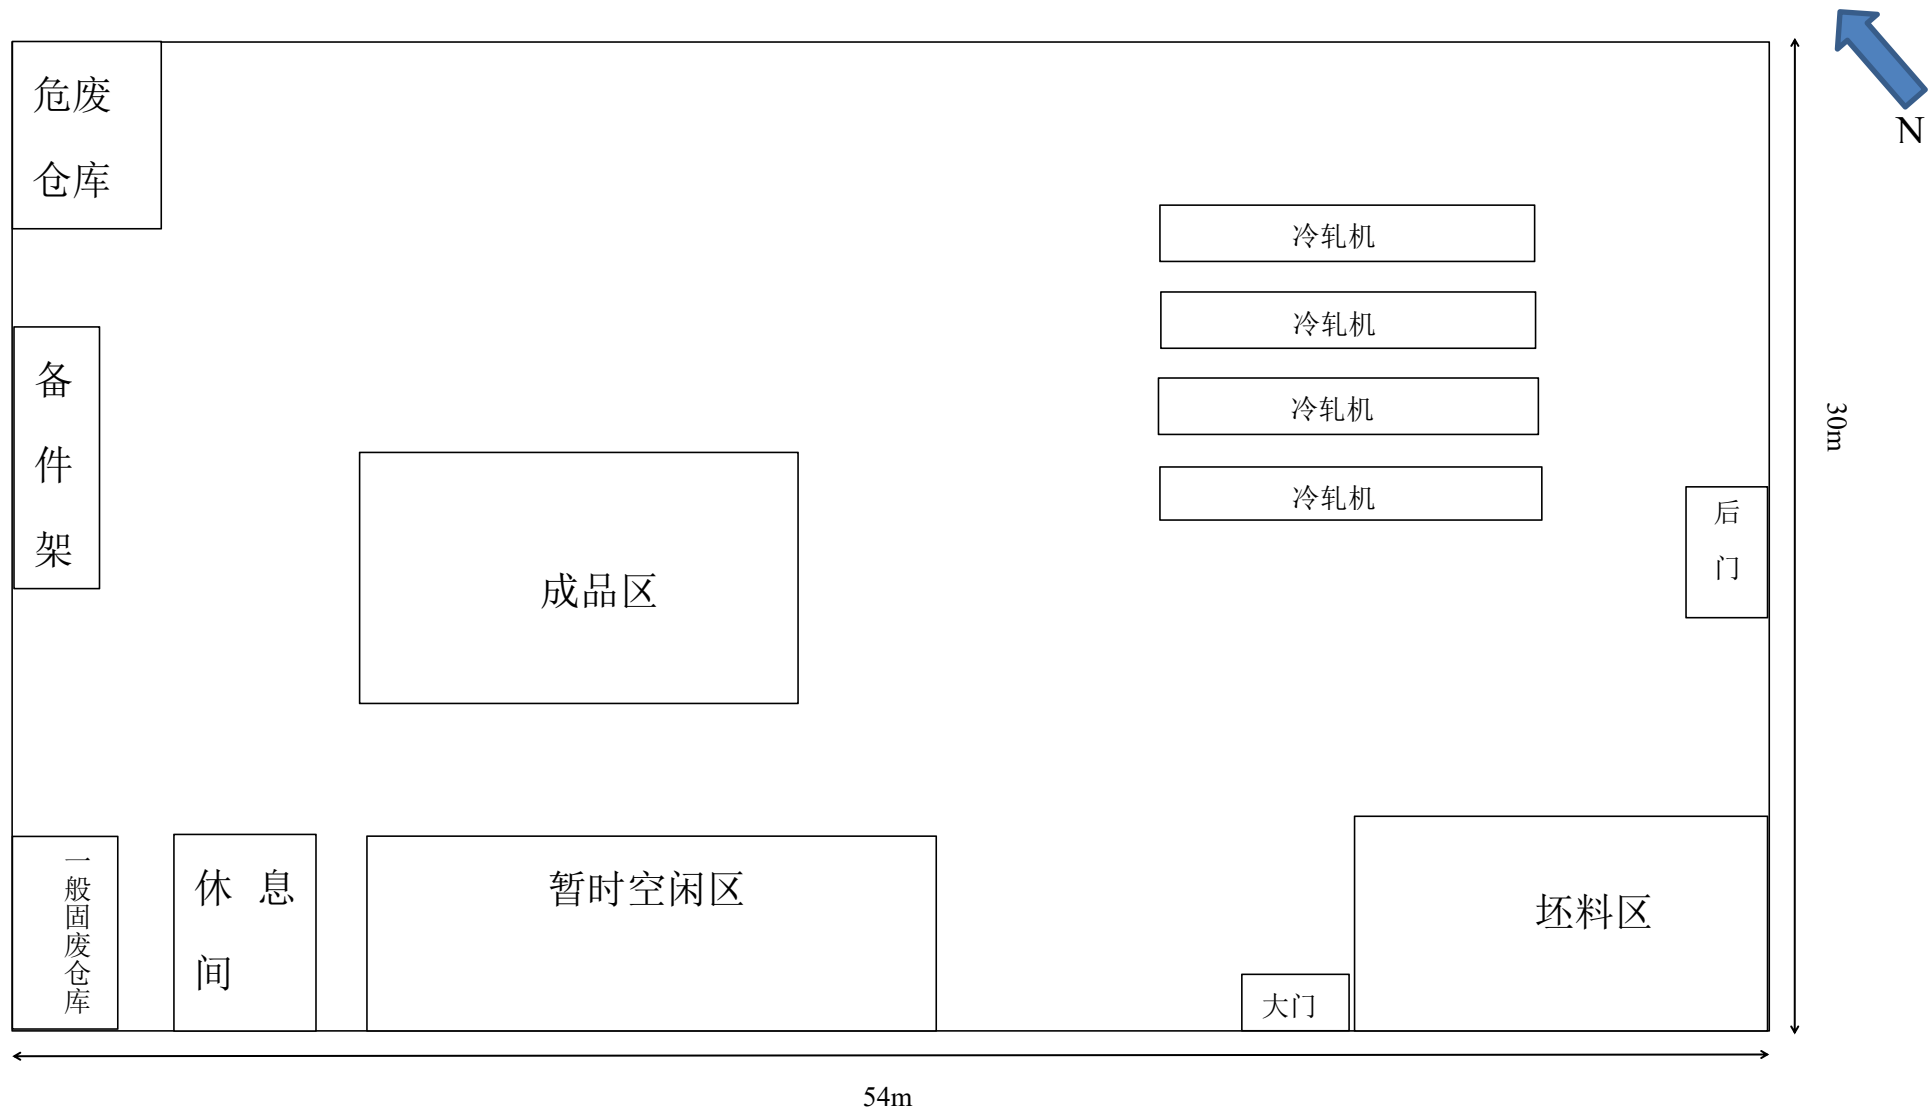 危废
仓库
N
冷轧机
冷轧机
备
件
架
冷轧机
30m
冷轧机
后
门
成品区
一般固废仓库
休 息
间
暂时空闲区
坯料区
大门
54m